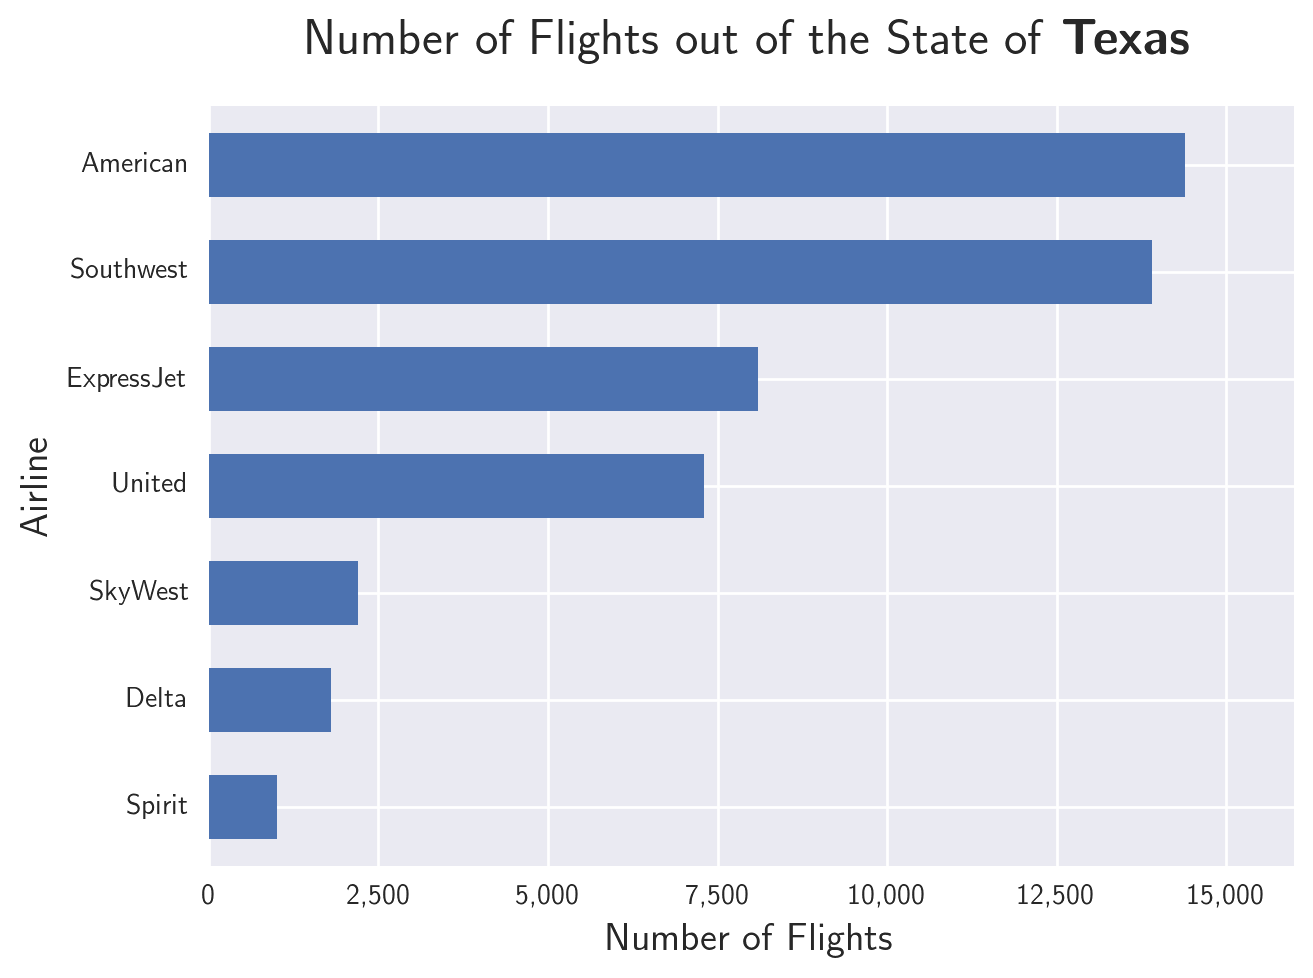 Number of Flights out of the State of Texas
American
Southwest
ExpressJet
United
SkyWest
Delta
Spirit
Airline
0 2,500 5,000 7,500 10,000 12,500 15,000
Number of Flights